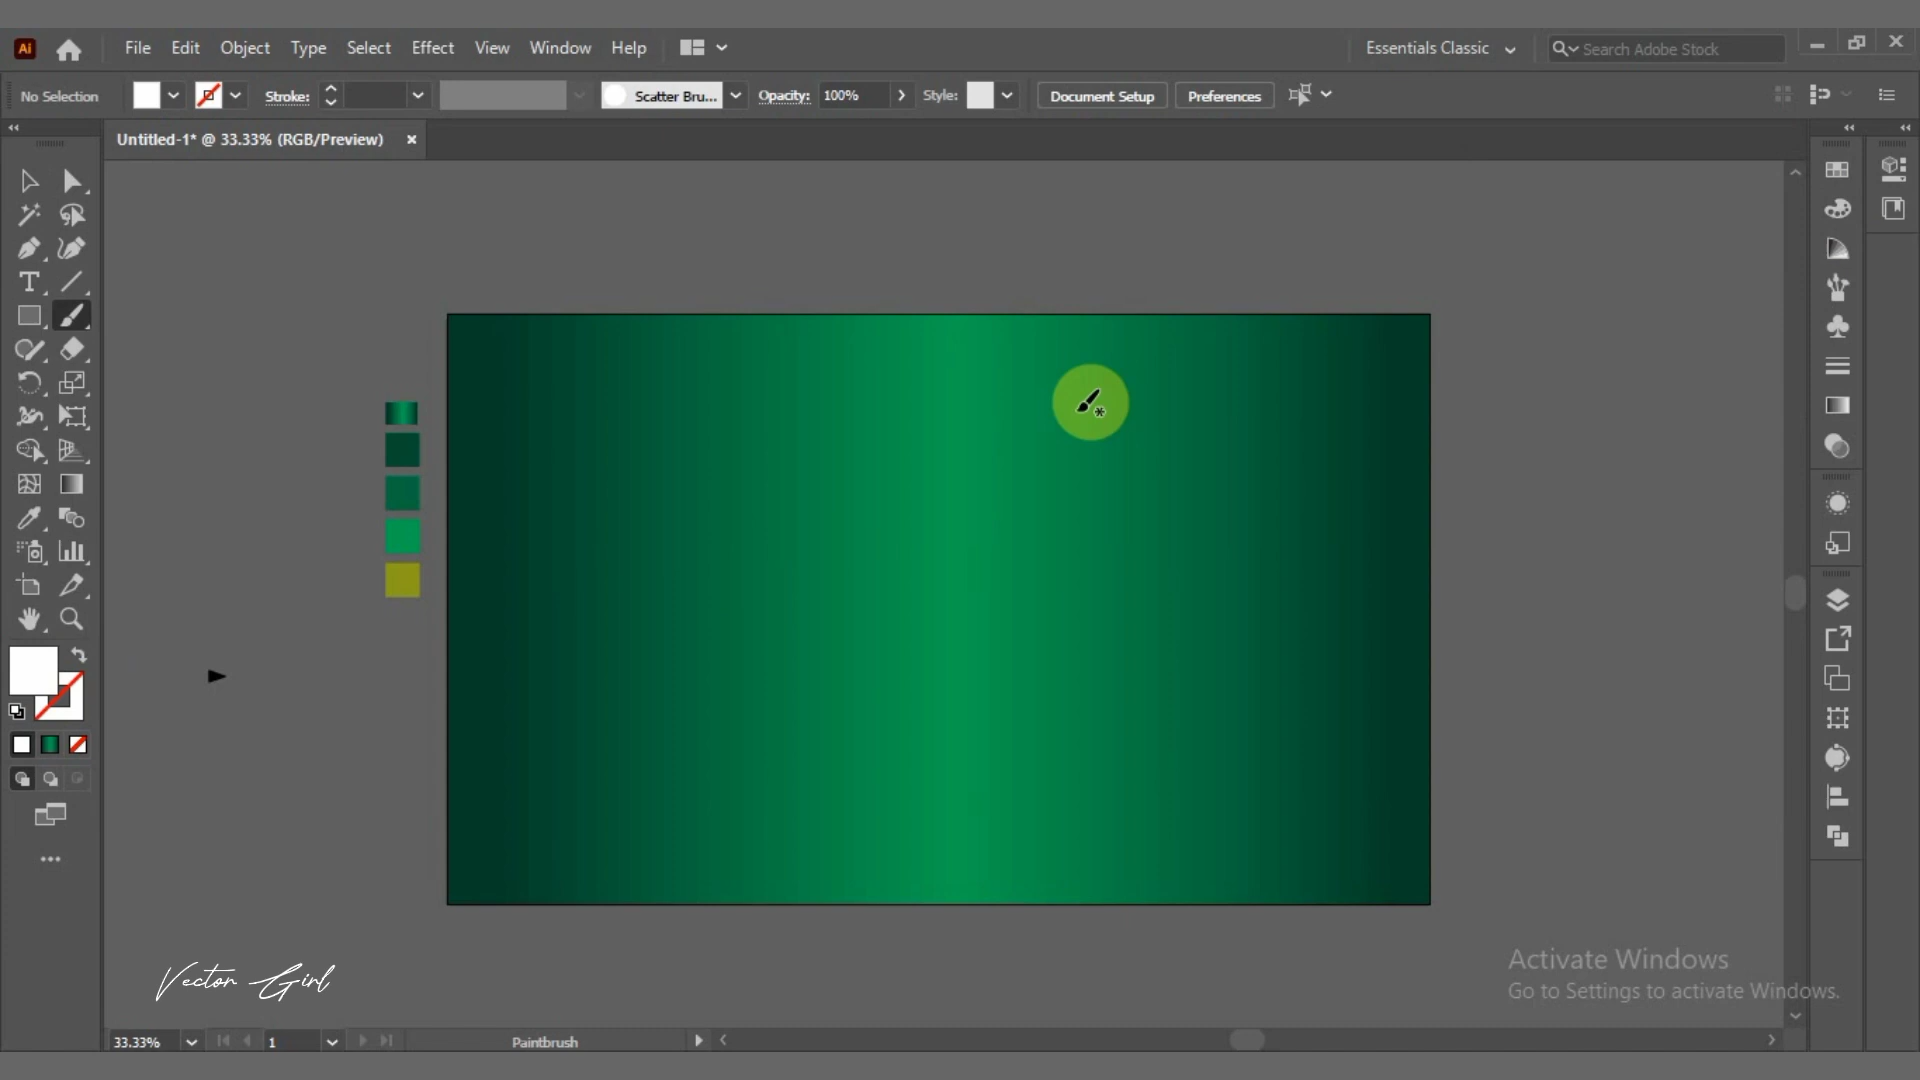 Ai File Edit Object Type Select Effect View Window Help Essentials Classic Search Adobe Stock
No Selection Stroke: Scatter Bru... Opacity: 100% Style: Document Setup Preferences
Untitled-1* @ 33.33% (RGB/Preview)
Vector Girl
Activate Windows
Go to Settings to activate Windows.
33.33% 1 Paintbrush